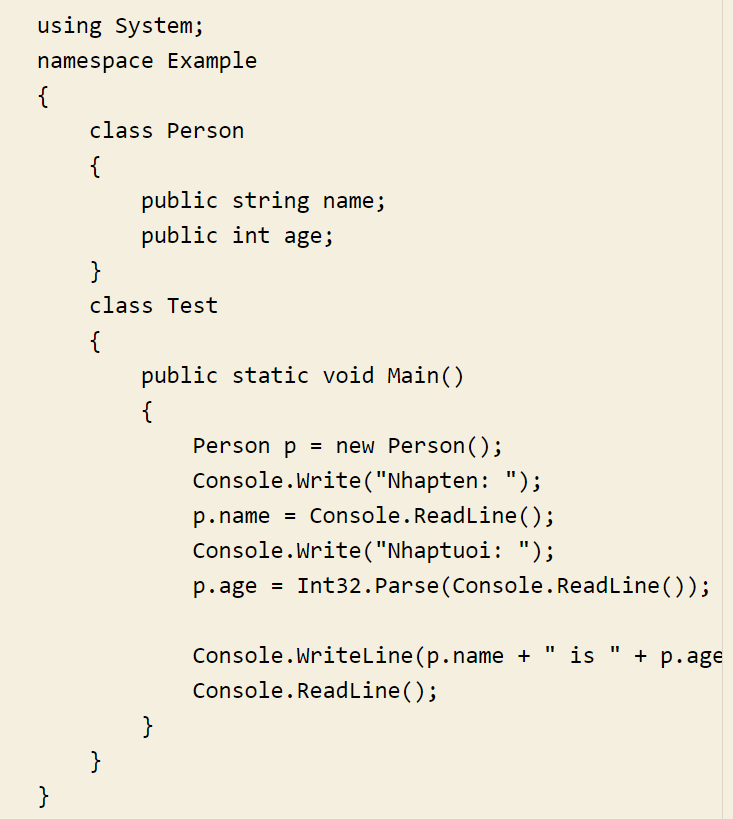 using System;
namespace Example
{
    class Person
    {
        public string name;
        public int age;
    }
    class Test
    {
        public static void Main()
        {
            Person p = new Person();
            Console.Write("Nhapten: ");
            p.name = Console.ReadLine();
            Console.Write("Nhaptuoi: ");
            p.age = Int32.Parse(Console.ReadLine());

            Console.WriteLine(p.name + " is " + p.age
            Console.ReadLine();
        }
    }
}